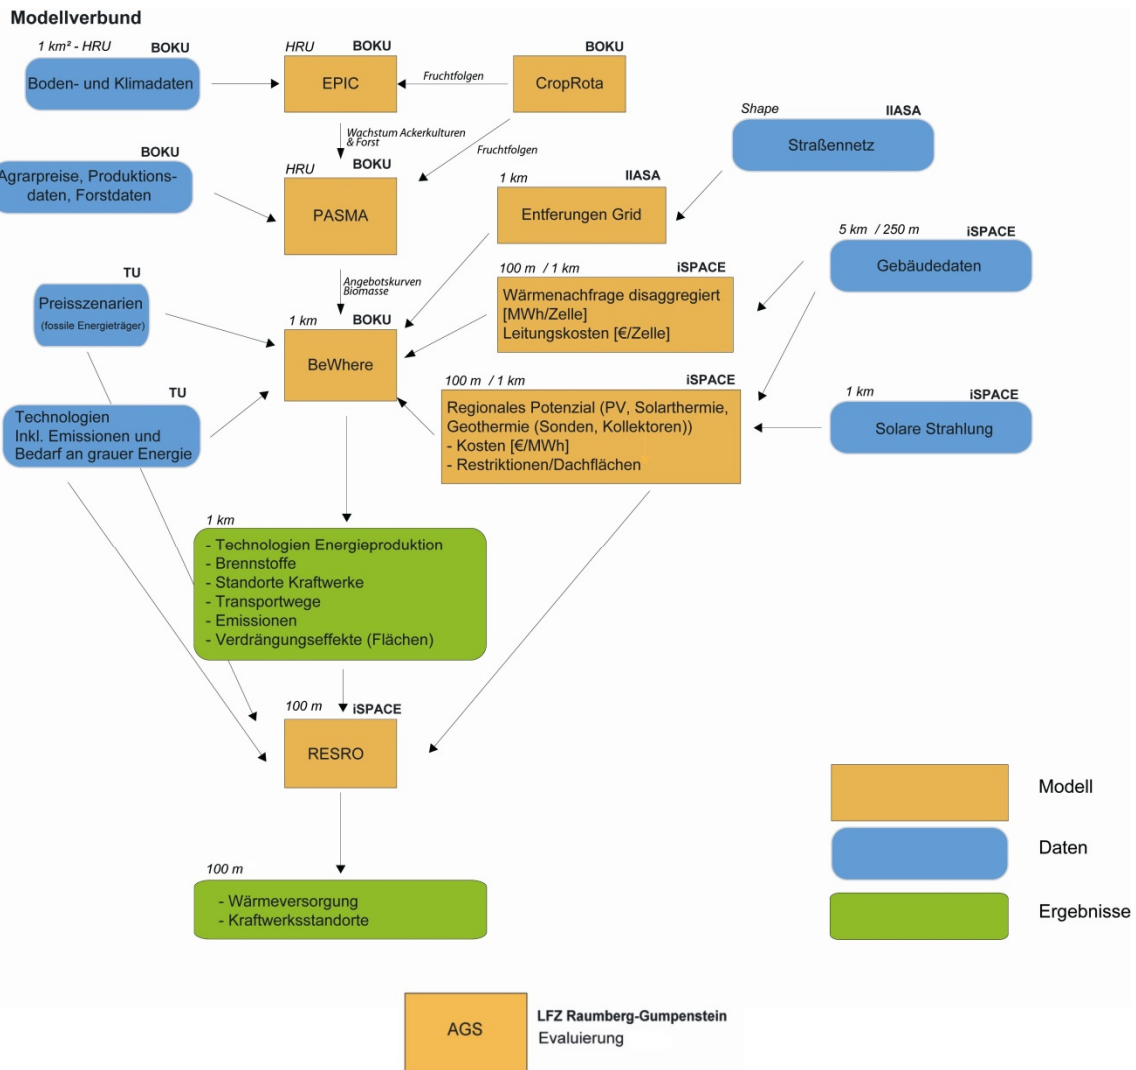 Modellverbund
1 km² - HRU BOKU
Boden- und Klimadaten
HRU BOKU
EPIC
Fruchtfolgen
BOKU
CropRota
Wachstum Ackerkulturen
& Forst
Fruchtfolgen
Shape IIASA
Straßennetz
BOKU
Agrarpreise, Produktions-
daten, Forstdaten
HRU BOKU
PASMA
1 km IIASA
Entferungen Grid
5 km / 250 m iSPACE
Gebäudedaten
TU
Preisszenarien
(fossile Energieträger)
Angebotskurven
Biomasse
1 km BOKU
BeWhere
100 m / 1 km iSPACE
Wärmenachfrage disaggregiert
[MWh/Zelle]
Leitungskosten [€/Zelle]
TU
Technologien
Inkl. Emissionen und
Bedarf an grauer Energie
100 m / 1 km iSPACE
Regionales Potenzial (PV, Solarthermie,
Geothermie (Sonden, Kollektoren))
- Kosten [€/MWh]
- Restriktionen/Dachflächen
1 km iSPACE
Solare Strahlung
1 km
- Technologien Energieproduktion
- Brennstoffe
- Standorte Kraftwerke
- Transportwege
- Emissionen
- Verdrängungseffekte (Flächen)
100 m iSPACE
RESRO
100 m
- Wärmeversorgung
- Kraftwerksstandorte
Modell
Daten
Ergebnisse
AGS
LFZ Raumberg-Gumpenstein
Evaluierung